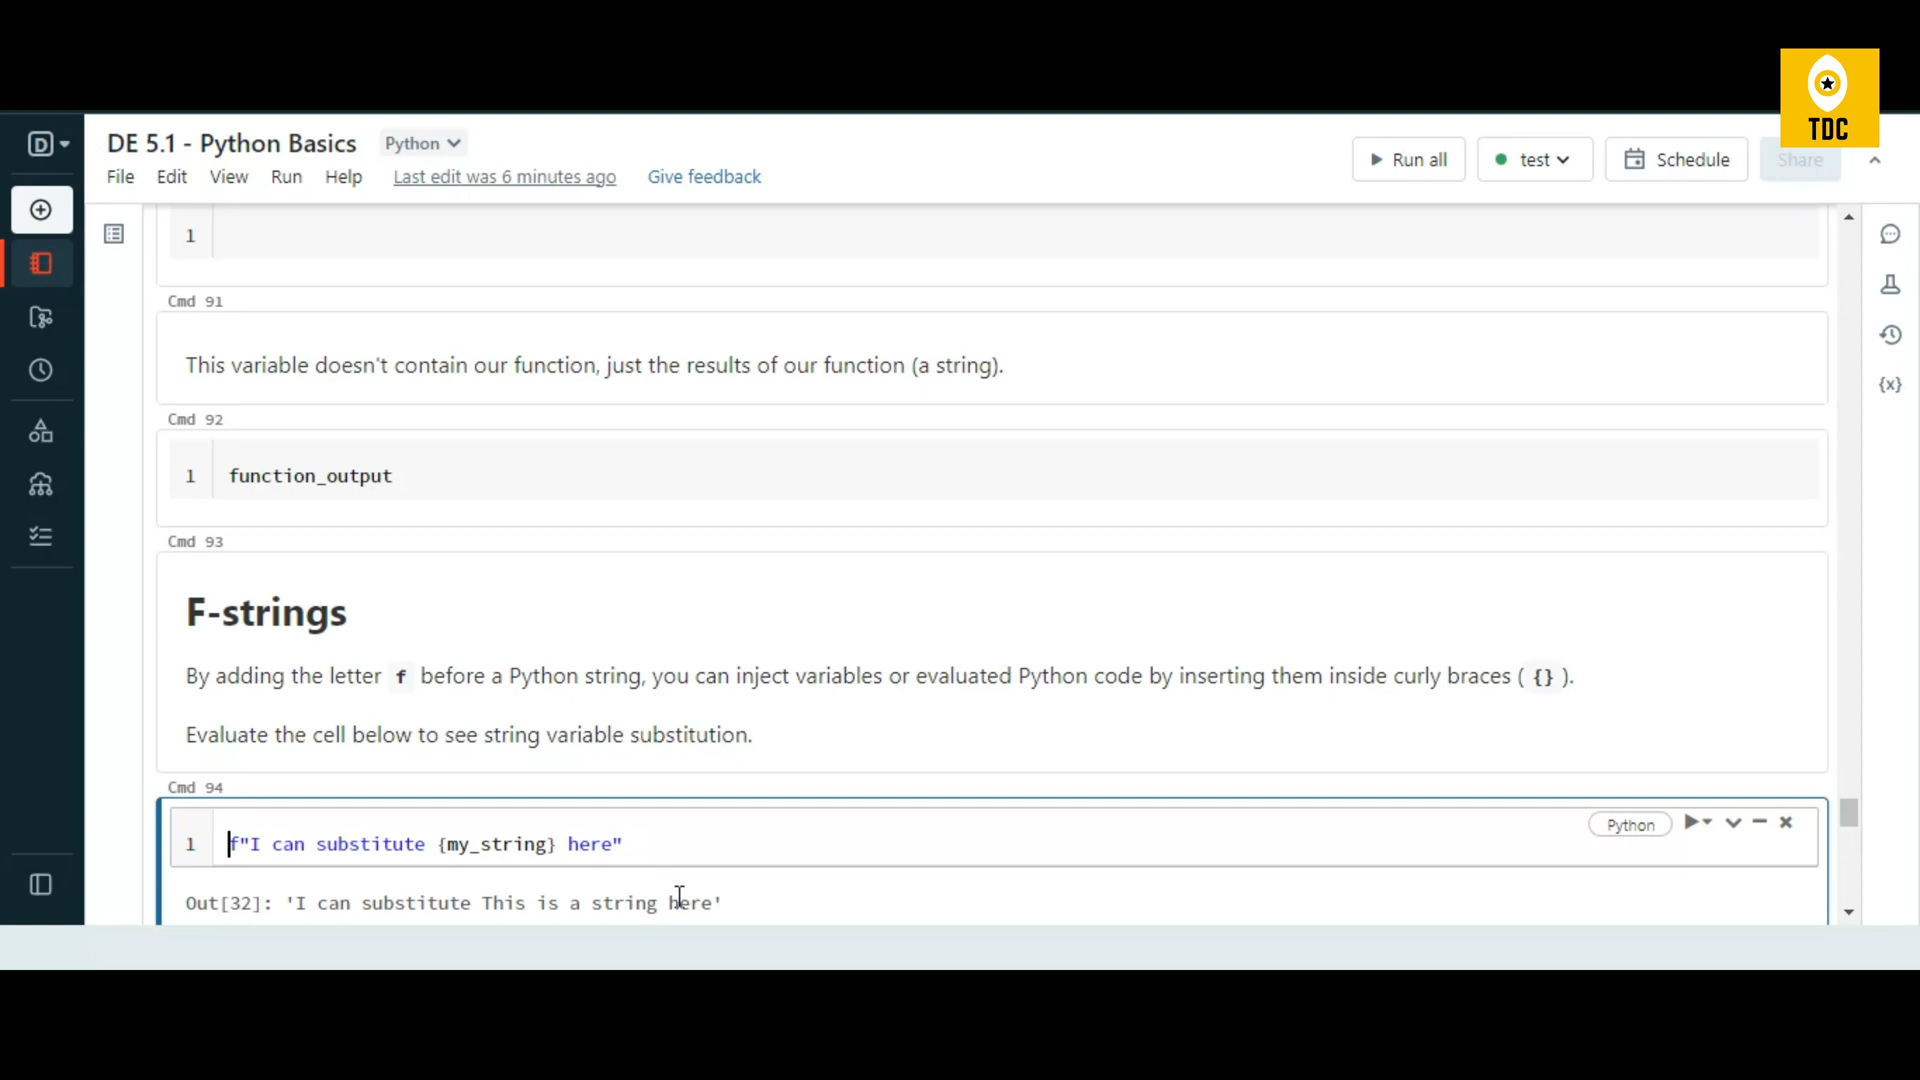 TDC
DE 5.1 - Python Basics Python
Run all test Schedule Share
File Edit View Run Help Last edit was 6 minutes ago Give feedback
1
Cmd 91
This variable doesn't contain our function, just the results of our function (a string).
Cmd 92
1 function_output
Cmd 93
F-strings
By adding the letter f before a Python string, you can inject variables or evaluated Python code by inserting them inside curly braces ( {} ).
Evaluate the cell below to see string variable substitution.
Cmd 94
Python
1 f"I can substitute {my_string} here"
Out[32]: 'I can substitute This is a string here'